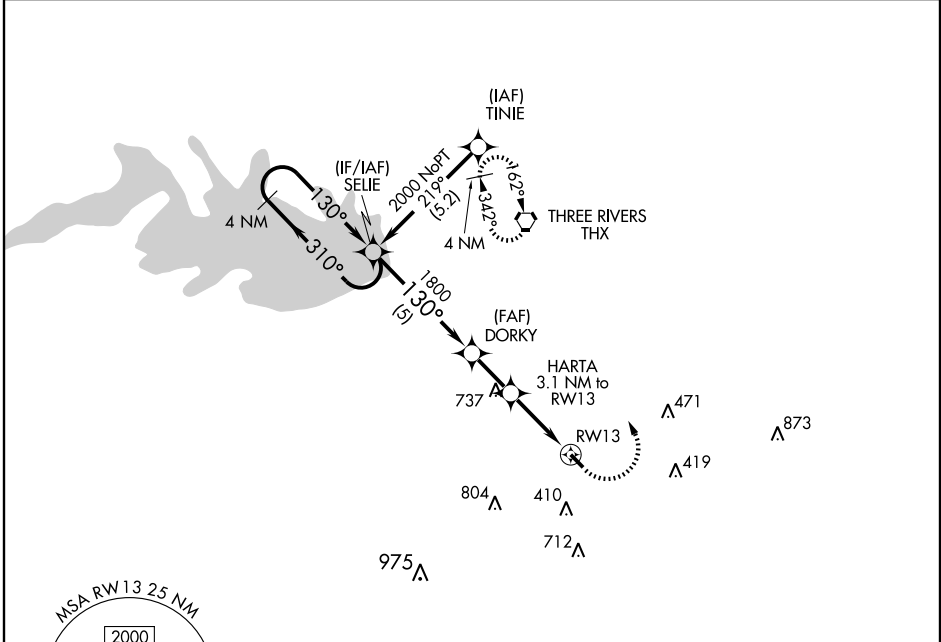 (IAF)
TINIE
(IF/IAF)
SELIE
2000 NoPT
219°
(5.2)
162°
342°
4 NM
THREE RIVERS
THX
130°
4 NM
310°
1800
130°
(5)
(FAF)
DORKY
HARTA
3.1 NM to
RW13
737
471
873
RW13
419
804
410
712
975
MSA RW13 25 NM
2000